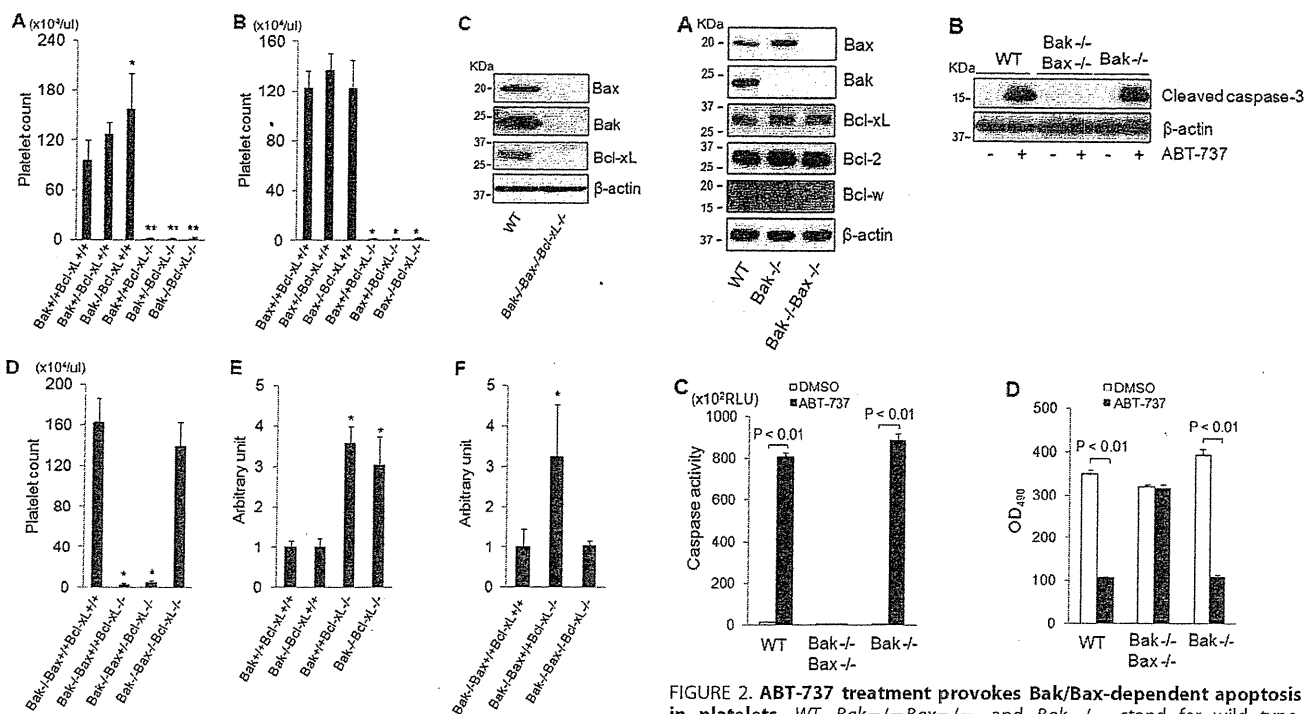 A (x10³/ul)
240
180
120
60
0
Platelet count
*
** ** **
Bak+/+Bcl-xL+/+
Bak+/-Bcl-xL+/+
Bak-/-Bcl-xL+/+
Bak+/+Bcl-xL-/-
Bak+/-Bcl-xL-/-
Bak-/-Bcl-xL-/-
B (x10⁴/ul)
160
120
80
40
0
Platelet count
* * *
Bax+/+Bcl-xL+/+
Bax+/-Bcl-xL+/+
Bax-/-Bcl-xL+/+
Bax+/+Bcl-xL-/-
Bax+/-Bcl-xL-/-
Bax-/-Bcl-xL-/-
C
KDa
20- Bax
25- Bak
37-
25- Bcl-xL
37- β-actin
WT
Bak-/-Bax-/-Bcl-xL-/-
D (x10⁴/ul)
200
160
120
80
40
0
Platelet count
* *
Bak-/-Bax+/+Bcl-xL+/+
Bak-/-Bax+/+Bcl-xL-/-
Bak-/-Bax+/-Bcl-xL-/-
Bak-/-Bax-/-Bcl-xL-/-
E
5
4
3
2
1
0
Arbitrary unit
* *
Bak+/+Bcl-xL+/+
Bak-/-Bcl-xL+/+
Bak+/+Bcl-xL-/-
Bak-/-Bcl-xL-/-
F
5
4
3
2
1
0
Arbitrary unit
*
Bak-/-Bax+/+Bcl-xL+/+
Bak-/-Bax+/+Bcl-xL-/-
Bak-/-Bax-/-Bcl-xL-/-
A KDa
20- Bax
25- Bak
37-
25- Bcl-xL
37-
25- Bcl-2
20-
15- Bcl-w
37- β-actin
WT
Bak-/-
Bak-/-Bax-/-
B
WT Bak-/- Bax-/- Bak-/-
KDa
15- Cleaved caspase-3
37- β-actin
- + - + - + ABT-737
C (x10²RLU)
DMSO
ABT-737
1000
800
600
400
200
0
Caspase activity
P < 0.01
P < 0.01
WT
Bak-/-
Bax-/-
Bak-/-
D
DMSO
ABT-737
500
400
300
200
100
0
OD₄₉₀
P < 0.01
P < 0.01
WT
Bak-/-
Bax-/-
Bak-/-
FIGURE 2. ABT-737 treatment provokes Bak/Bax-dependent apoptosis
in platelets. WT, Bak-/-Bax-/-, and Bak-/- stand for wild type